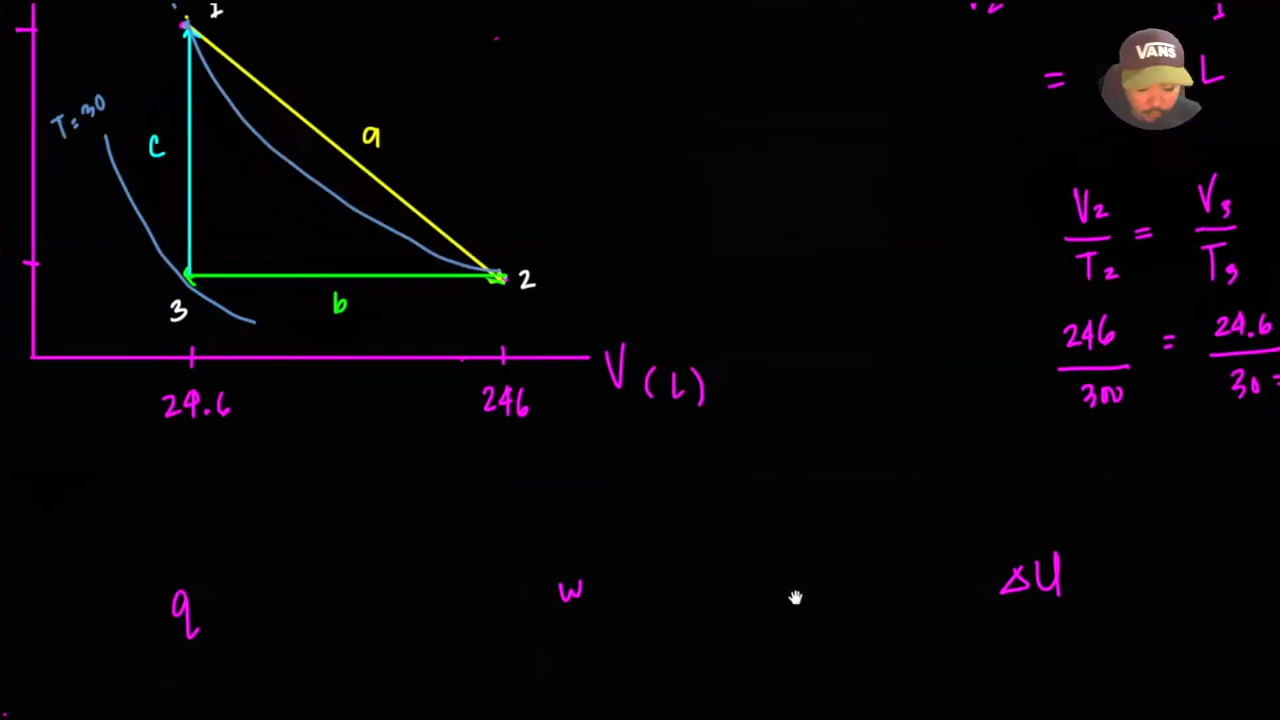 1
VANS
= L
T=30
c
a
V2 / T2 = V3 / T3
2
b
3
246 / 300 = 24.6 / 30 =
V (L)
24.6 246
q w ΔU